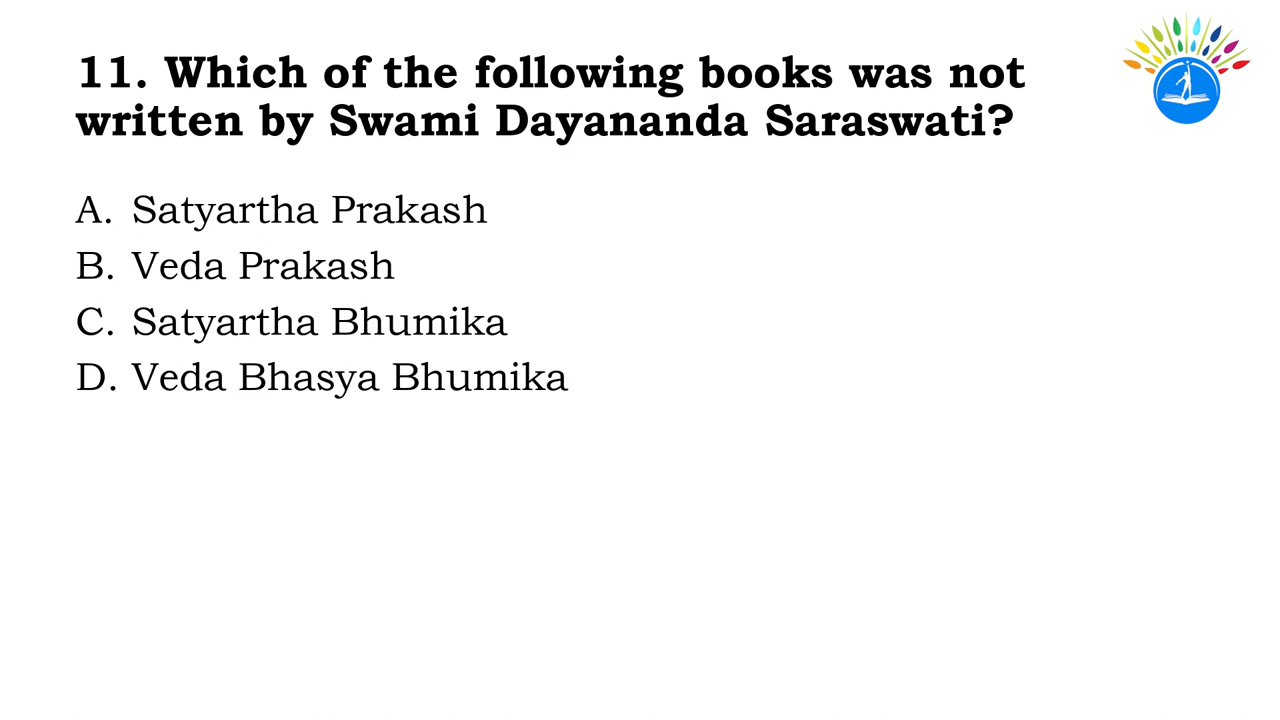 11. Which of the following books was not
written by Swami Dayananda Saraswati?
A. Satyartha Prakash
B. Veda Prakash
C. Satyartha Bhumika
D. Veda Bhasya Bhumika